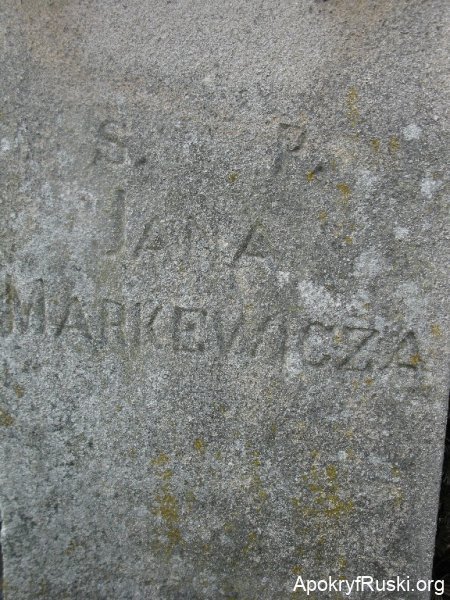 S. P.
JANA
MARKEWICZA
ApokryfRuski.org